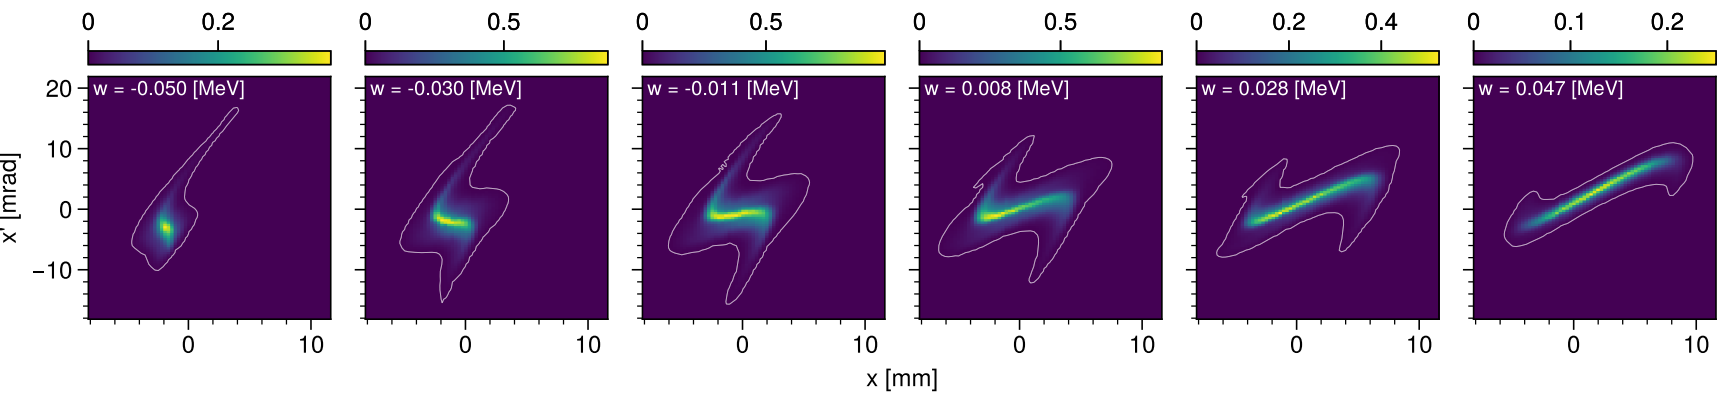 0 0.2 0 0.5 0 0.5 0 0.5 0 0.2 0.4 0 0.1 0.2
w = -0.050 [MeV] w = -0.030 [MeV] w = -0.011 [MeV] w = 0.008 [MeV] w = 0.028 [MeV] w = 0.047 [MeV]
20
10
0
−10
x' [mrad]
0 10 0 10 0 10 0 10 0 10 0 10
x [mm]